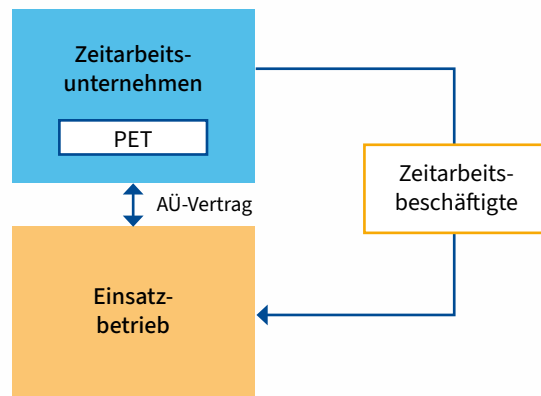 Zeitarbeits-
unternehmen
PET
Zeitarbeits-
beschäftigte
AÜ-Vertrag
Einsatz-
betrieb